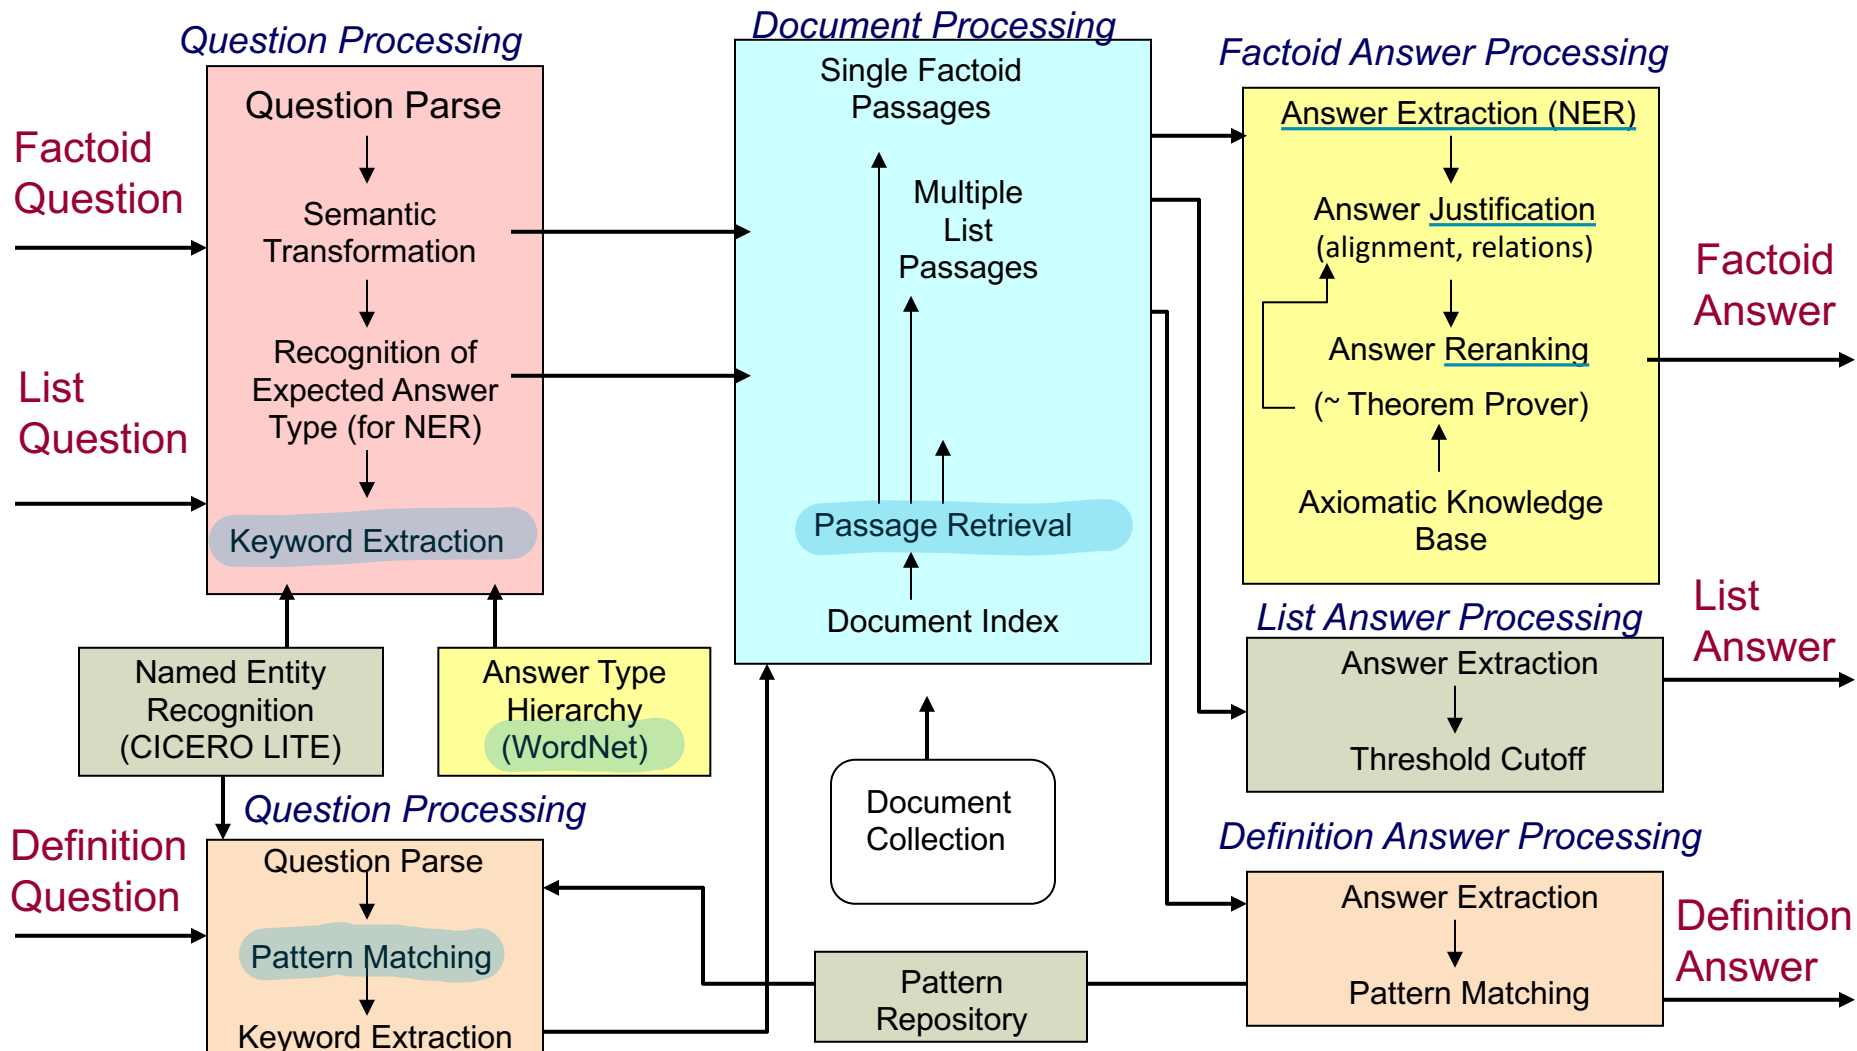 Question Processing
Question Parse
Semantic
Transformation
Recognition of
Expected Answer
Type (for NER)
Keyword Extraction
Factoid
Question
List
Question
Named Entity
Recognition
(CICERO LITE)
Answer Type
Hierarchy
(WordNet)
Question Processing
Definition
Question
Question Parse
Pattern Matching
Keyword Extraction
Document Processing
Single Factoid
Passages
Multiple
List
Passages
Passage Retrieval
Document Index
Document
Collection
Pattern
Repository
Factoid Answer Processing
Answer Extraction (NER)
Answer Justification
(alignment, relations)
Answer Reranking
(~ Theorem Prover)
Axiomatic Knowledge
Base
Factoid
Answer
List Answer Processing
Answer Extraction
Threshold Cutoff
List
Answer
Definition Answer Processing
Answer Extraction
Pattern Matching
Definition
Answer